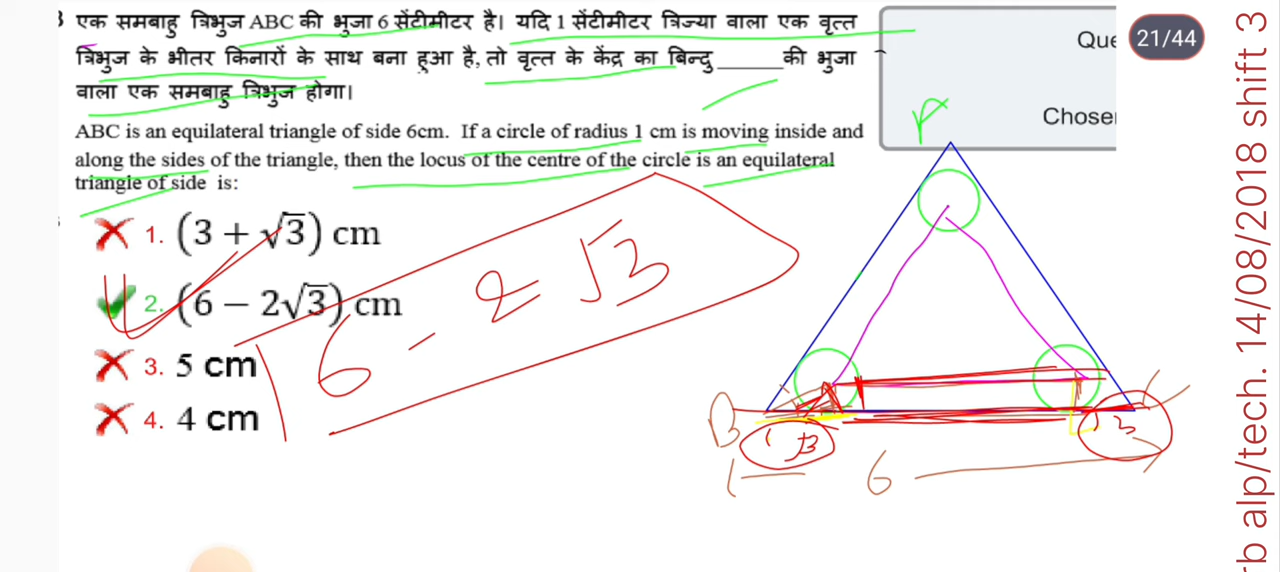 एक समबाहु त्रिभुज ABC की भुजा 6 सेंटीमीटर है। यदि 1 सेंटीमीटर त्रिज्या वाला एक वृत्त
त्रिभुज के भीतर किनारों के साथ बना हुआ है, तो वृत्त के केंद्र का बिन्दु______की भुजा
वाला एक समबाहु त्रिभुज होगा।
ABC is an equilateral triangle of side 6cm. If a circle of radius 1 cm is moving inside and
along the sides of the triangle, then the locus of the centre of the circle is an equilateral
triangle of side is:
1. (3 + √3) cm
2. (6 − 2√3) cm
3. 5 cm
4. 4 cm
6 - 2√3
Que
21/44
Chose
B
√3
6
rb alp/tech. 14/08/2018 shift 3